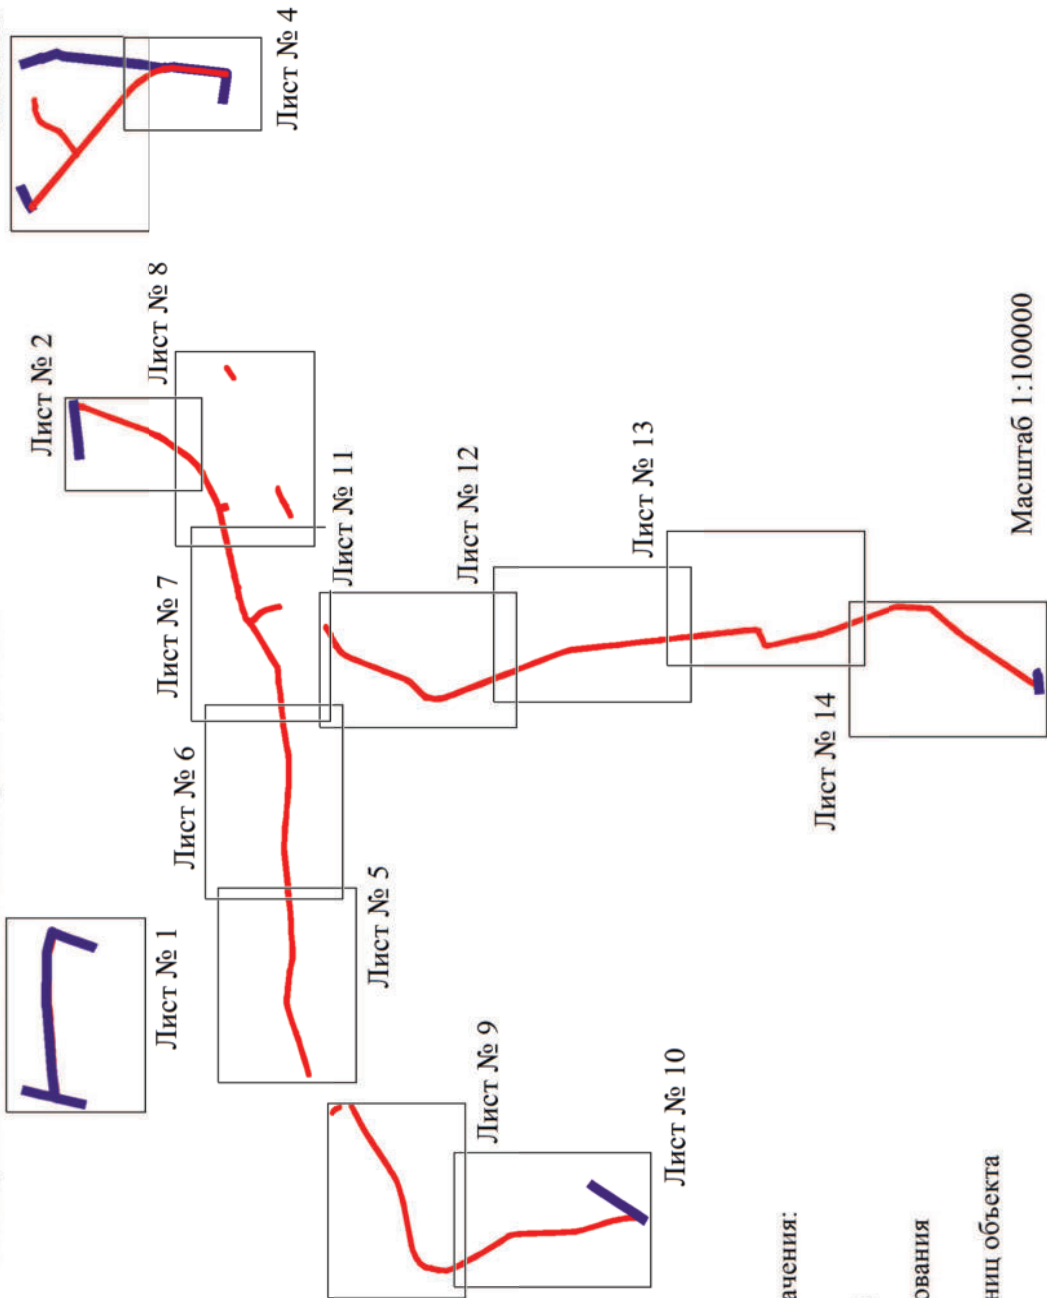 Лист № 1
Лист № 2
Лист № 4
Лист № 5
Лист № 6
Лист № 7
Лист № 8
Лист № 9
Лист № 10
Лист № 11
Лист № 12
Лист № 13
Лист № 14
Масштаб 1:100000
ачения:
ования
ниц объекта